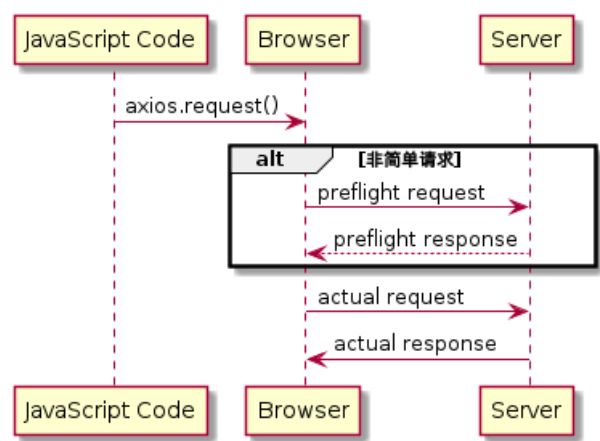 JavaScript Code Browser Server
axios.request()
alt [非简单请求]
preflight request
preflight response
actual request
actual response
JavaScript Code Browser Server